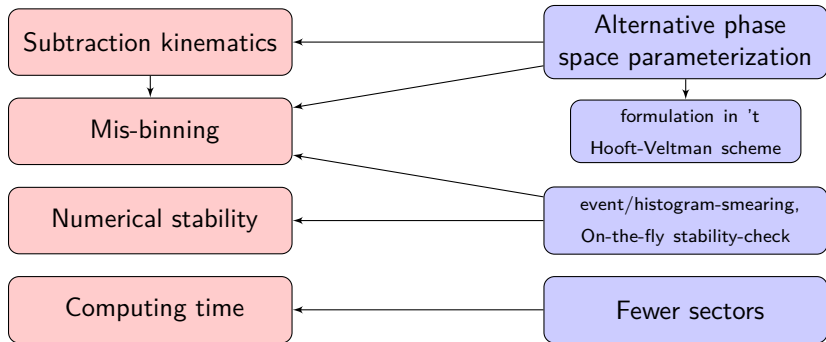 Subtraction kinematics
Alternative phase
space parameterization
Mis-binning
formulation in 't
Hooft-Veltman scheme
Numerical stability
event/histogram-smearing,
On-the-fly stability-check
Computing time
Fewer sectors